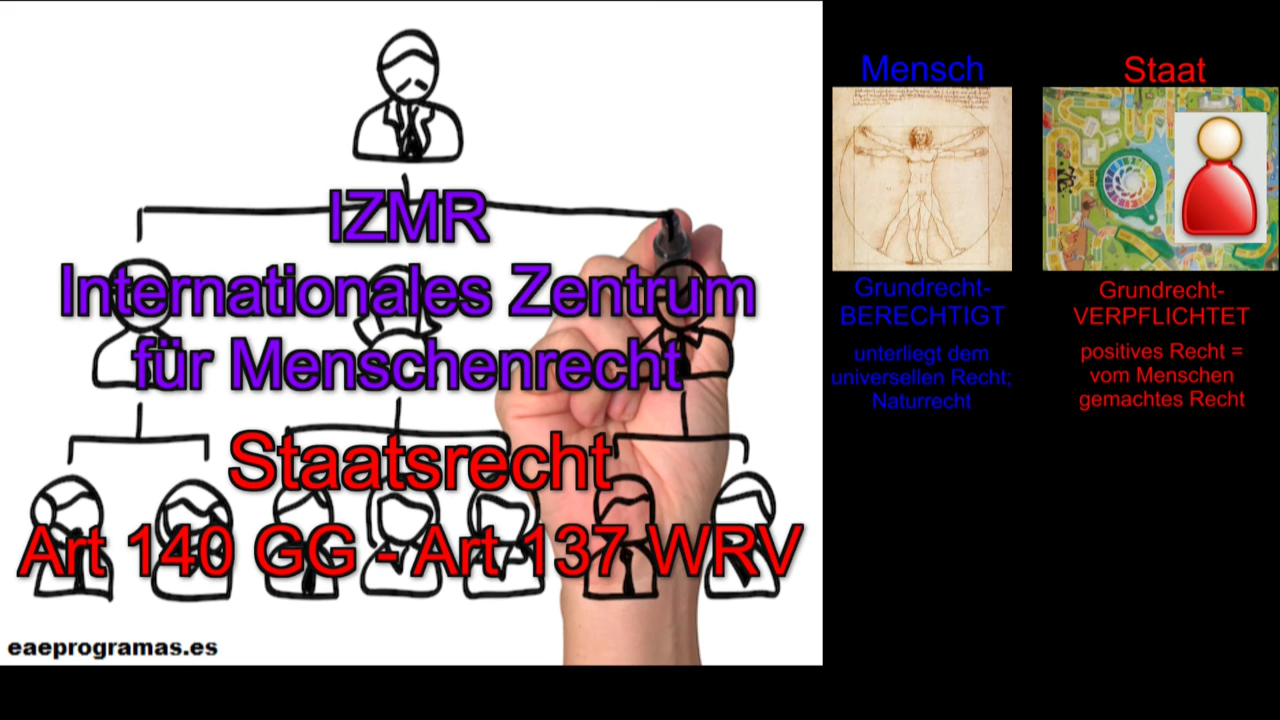 IZMR
Internationales Zentrum
für Menschenrecht
Staatsrecht
Art 140 GG - Art 137 WRV
eaeprogramas.es
Mensch
Grundrecht-
BERECHTIGT
unterliegt dem
universellen Recht;
Naturrecht
Staat
Grundrecht-
VERPFLICHTET
positives Recht =
vom Menschen
gemachtes Recht